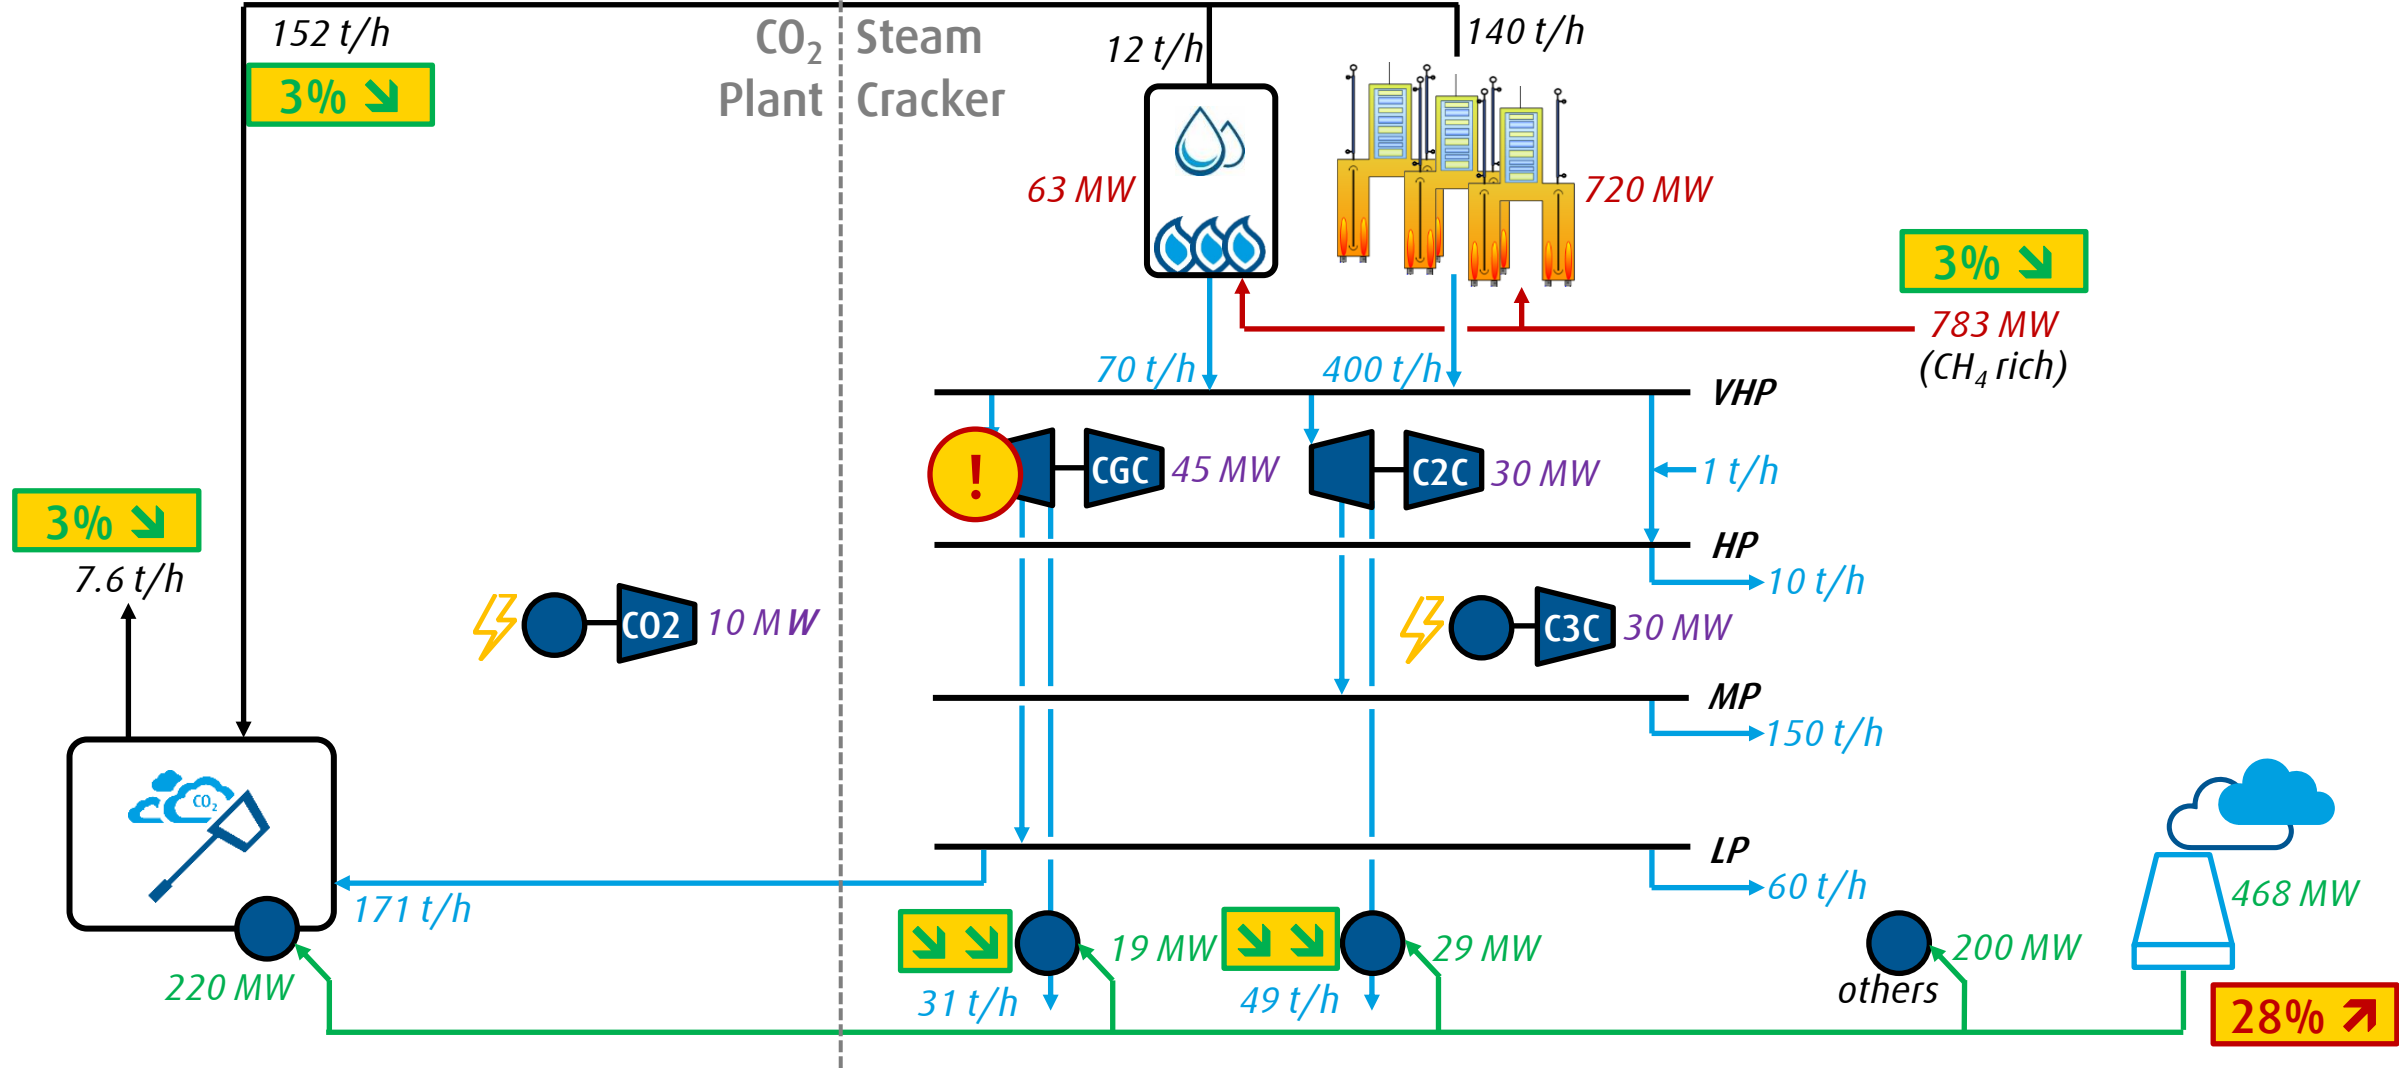 152 t/h
CO₂
Steam
12 t/h
140 t/h
3%
Plant
Cracker
63 MW
720 MW
3%
783 MW
(CH₄ rich)
70 t/h
400 t/h
VHP
!
CGC
45 MW
C2C
30 MW
1 t/h
3%
HP
7.6 t/h
10 t/h
CO2
10 MW
C3C
30 MW
MP
150 t/h
CO₂
LP
171 t/h
60 t/h
468 MW
19 MW
29 MW
200 MW
220 MW
31 t/h
49 t/h
others
28%